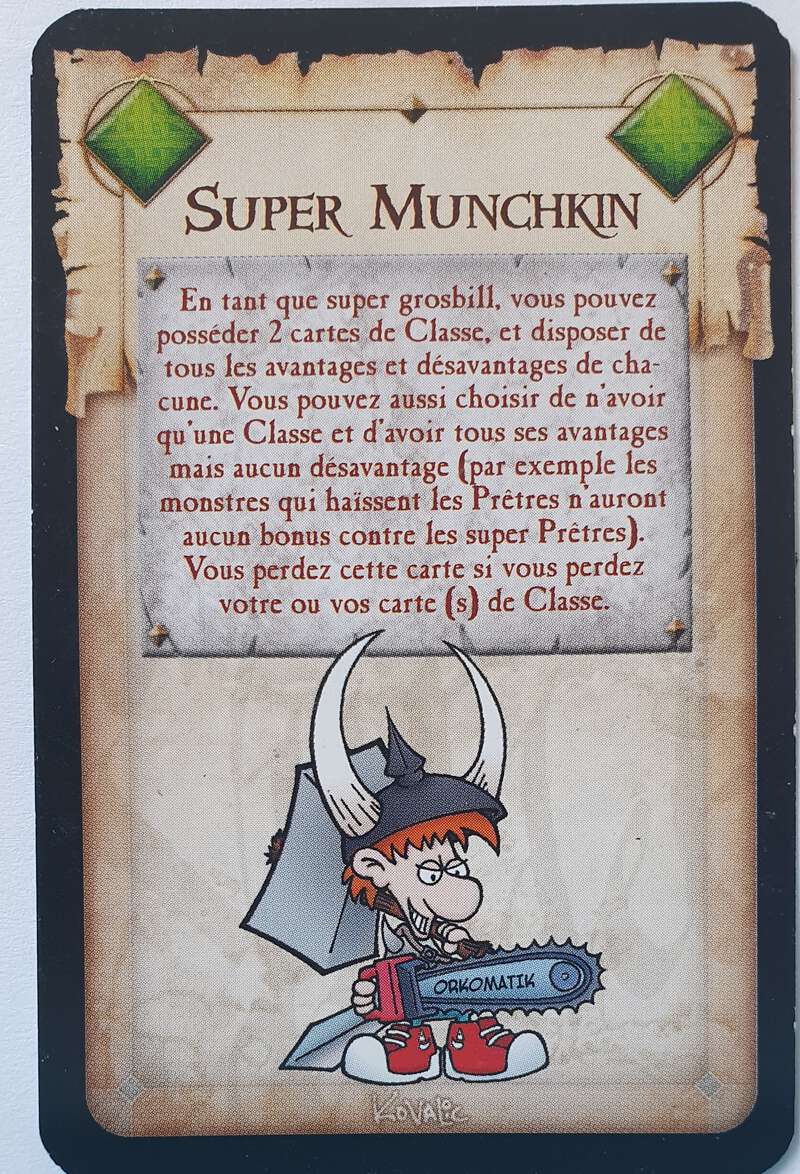 Super Munchkin
En tant que super grosbill, vous pouvez
posséder 2 cartes de Classe, et disposer de
tous les avantages et désavantages de cha-
cune. Vous pouvez aussi choisir de n'avoir
qu'une Classe et d'avoir tous ses avantages
mais aucun désavantage (par exemple les
monstres qui haïssent les Prêtres n'auront
aucun bonus contre les super Prêtres).
Vous perdez cette carte si vous perdez
votre ou vos carte (s) de Classe.
ORKOMATIK
KOVALIC